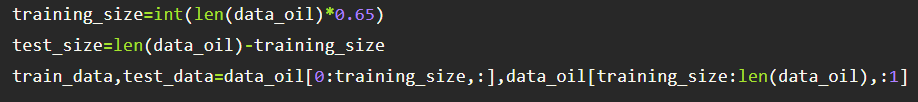 training_size=int(len(data_oil)*0.65)
test_size=len(data_oil)-training_size
train_data,test_data=data_oil[0:training_size,:],data_oil[training_size:len(data_oil),:1]